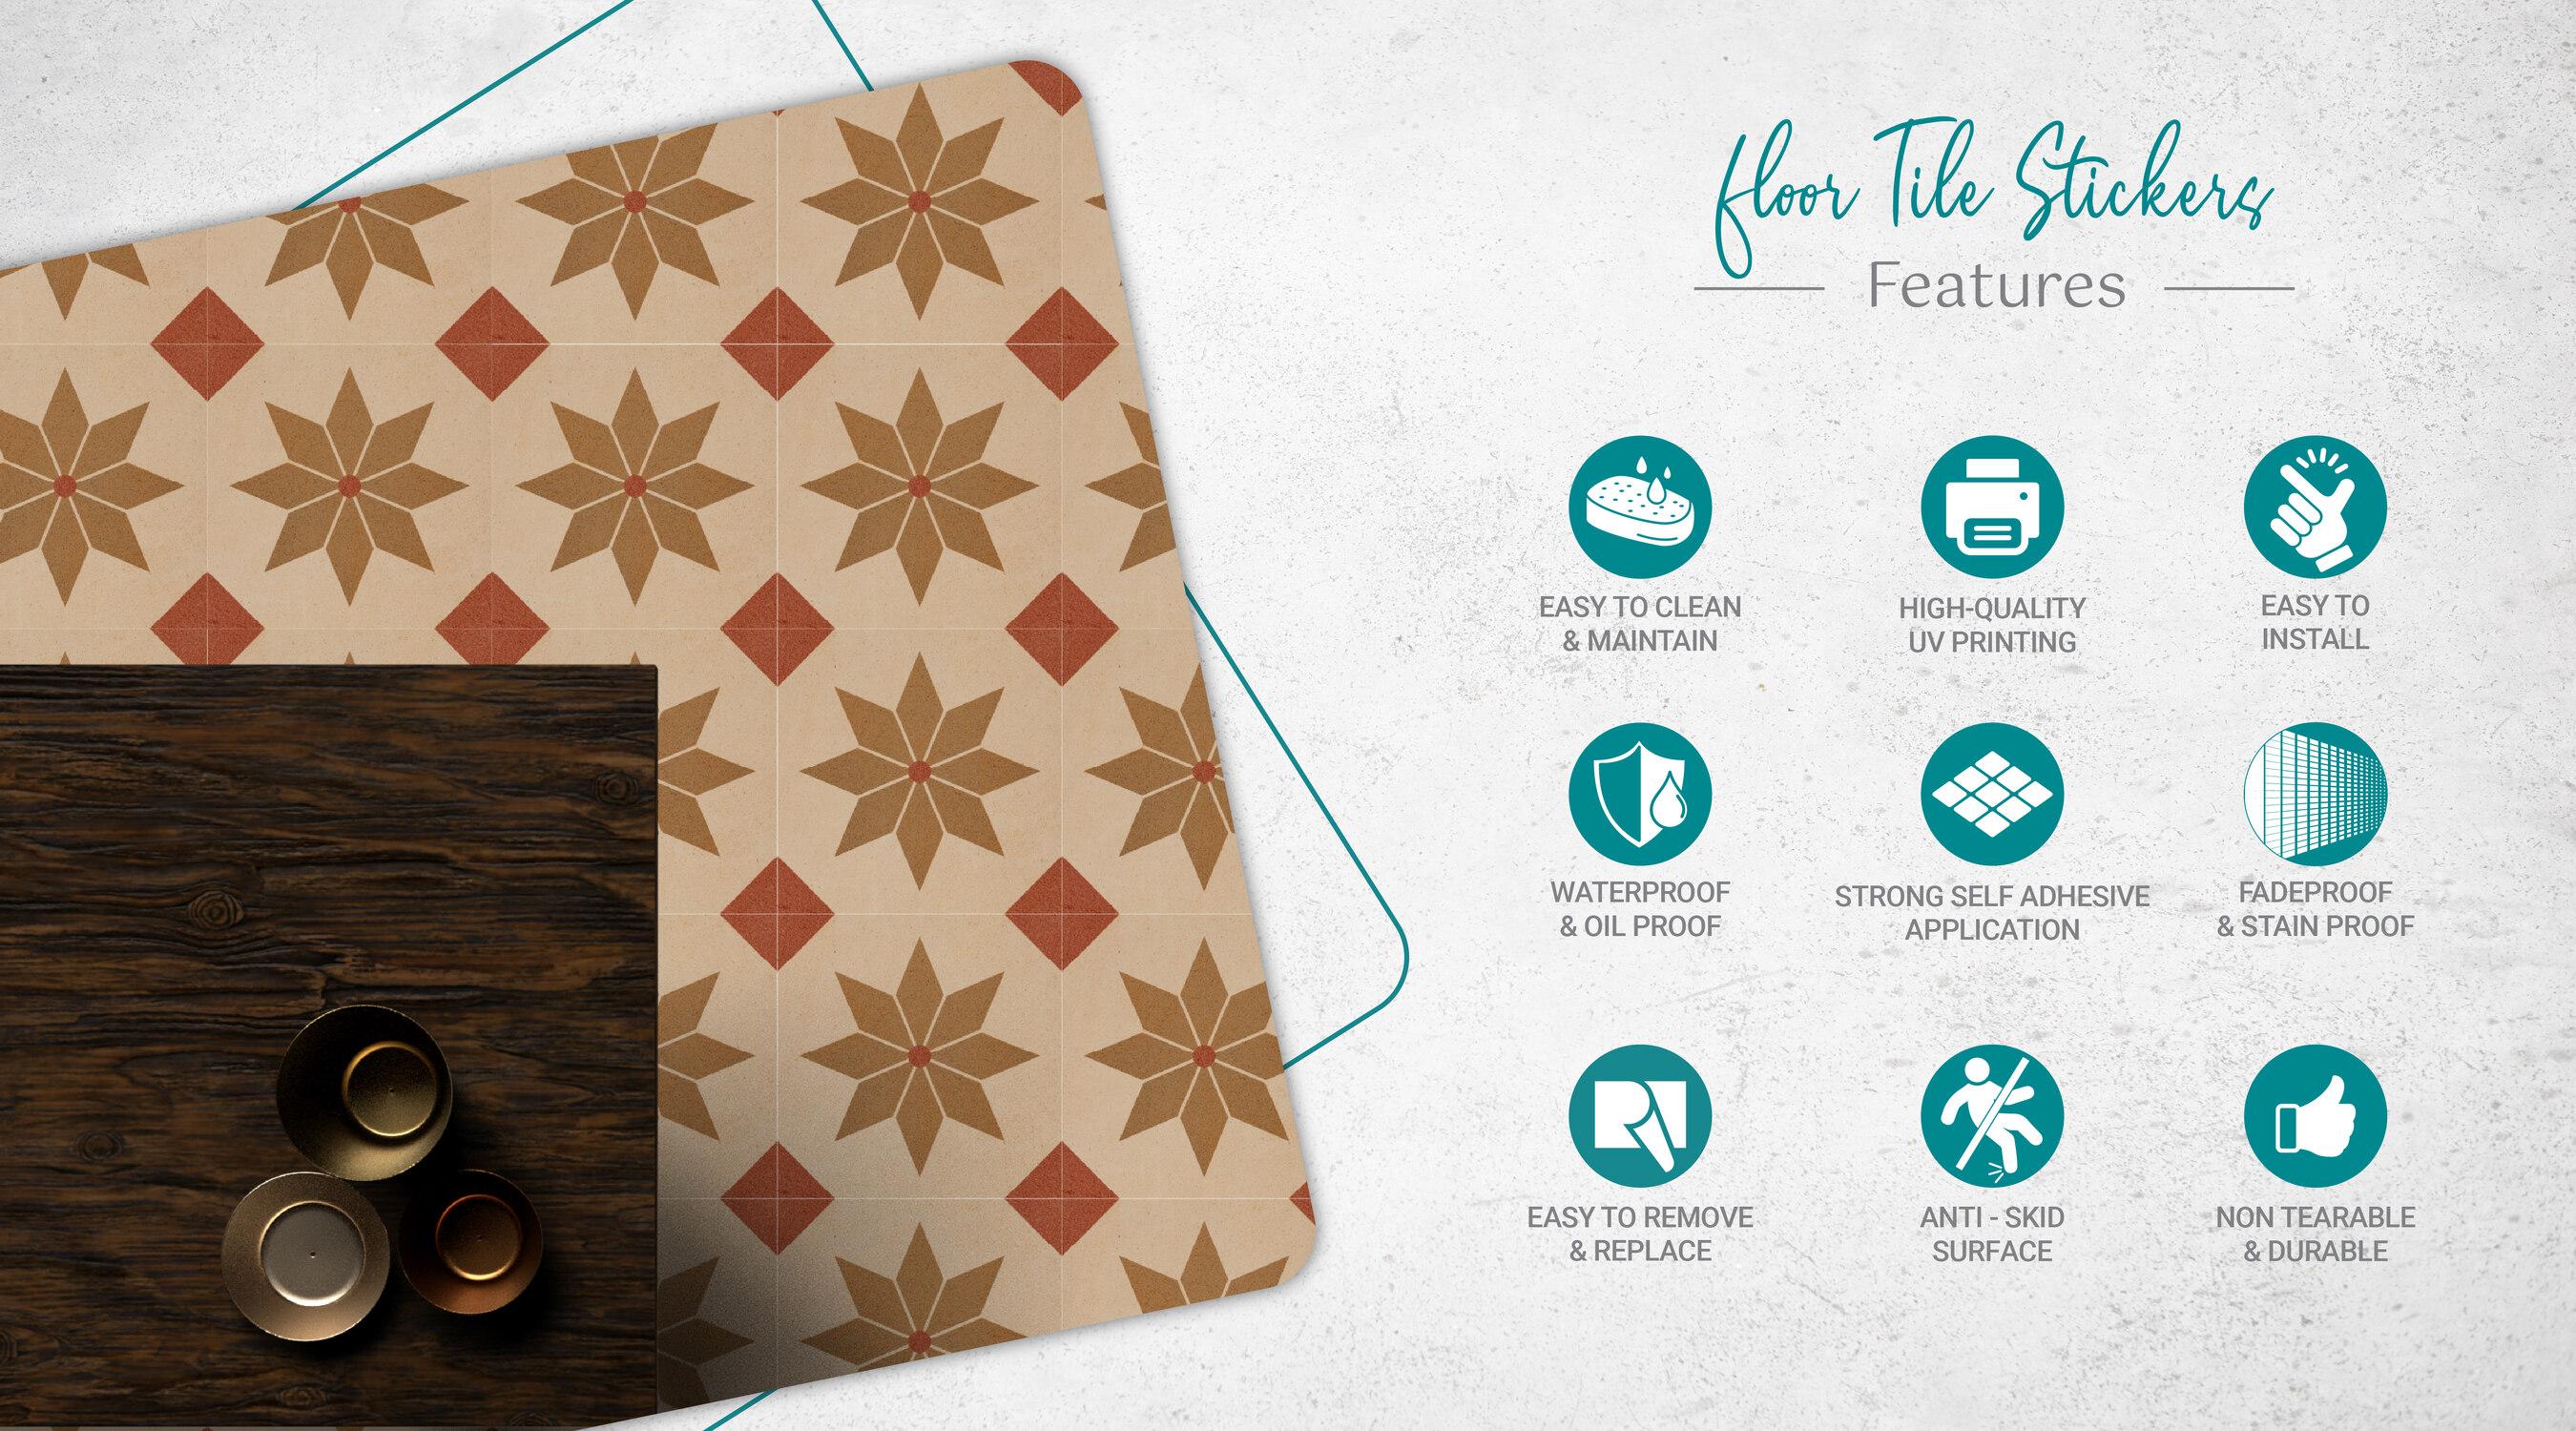 floor Tile Stickers
Features
EASY TO CLEAN
& MAINTAIN
HIGH-QUALITY
UV PRINTING
EASY TO
INSTALL
WATERPROOF
& OIL PROOF
STRONG SELF ADHESIVE
APPLICATION
FADEPROOF
& STAIN PROOF
EASY TO REMOVE
& REPLACE
ANTI - SKID
SURFACE
NON TEARABLE
& DURABLE